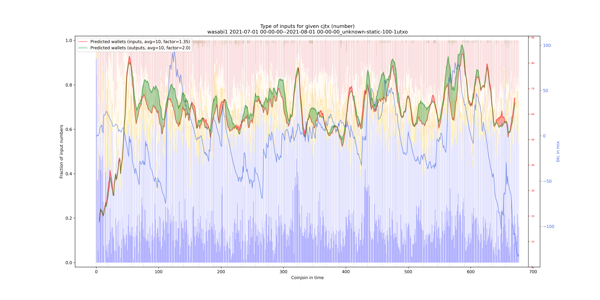 Type of inputs for given cjtx (number)
wasabi1 2021-07-01 00-00-00--2021-08-01 00-00-00_unknown-static-100-1utxo
Predicted wallets (inputs, avg=10, factor=1.35)
Predicted wallets (outputs, avg=10, factor=2.0)
1.0
0.8
0.6
0.4
0.2
0.0
Fraction of input numbers
0 100 200 300 400 500 600 700
Coinjoin in time
100
50
0
−50
−100